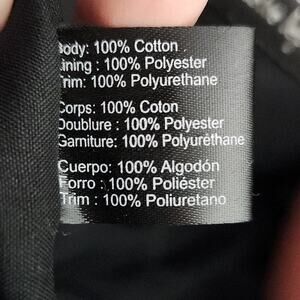 Body: 100% Cotton
Lining : 100% Polyester
Trim: 100% Polyurethane
Corps: 100% Coton
Doublure : 100% Polyester
Garniture: 100% Polyuréthane
Cuerpo: 100% Algodón
Forro : 100% Poliéster
Trim : 100% Poliuretano